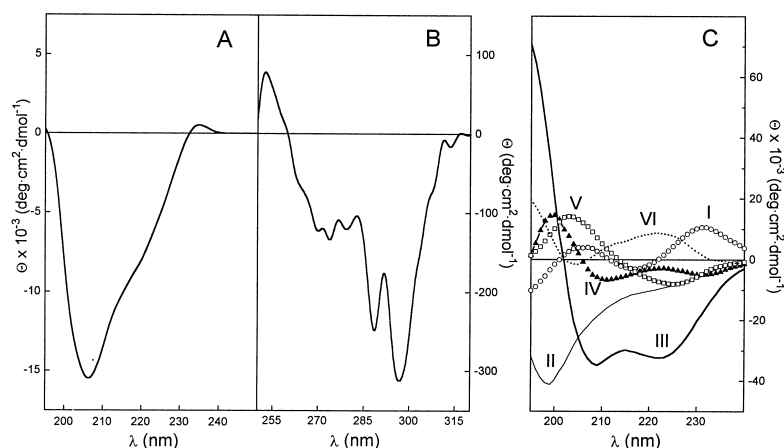 A
B
C
5
0
-5
-10
-15
Θ x 10⁻³ (deg·cm²·dmol⁻¹)
200 210 220 230 240
λ (nm)
100
0
-100
-200
-300
Θ (deg·cm²·dmol⁻¹)
255 270 285 300 315
λ (nm)
V
VI
I
IV
II
III
60
40
20
0
-20
-40
Θ x 10⁻³ (deg·cm²·dmol⁻¹)
200 210 220 230 240
λ (nm)